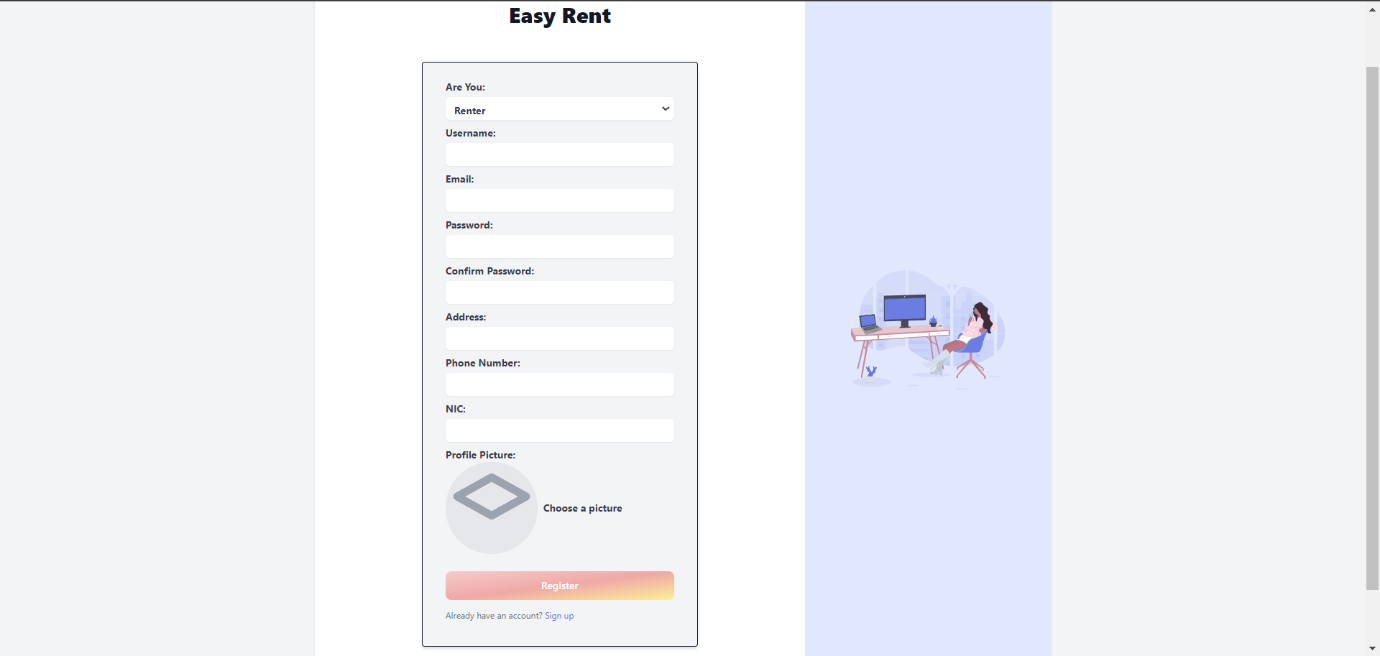 Easy Rent
Are You:
Renter
Username:
Email:
Password:
Confirm Password:
Address:
Phone Number:
NIC:
Profile Picture:
Choose a picture
Register
Already have an account? Sign up